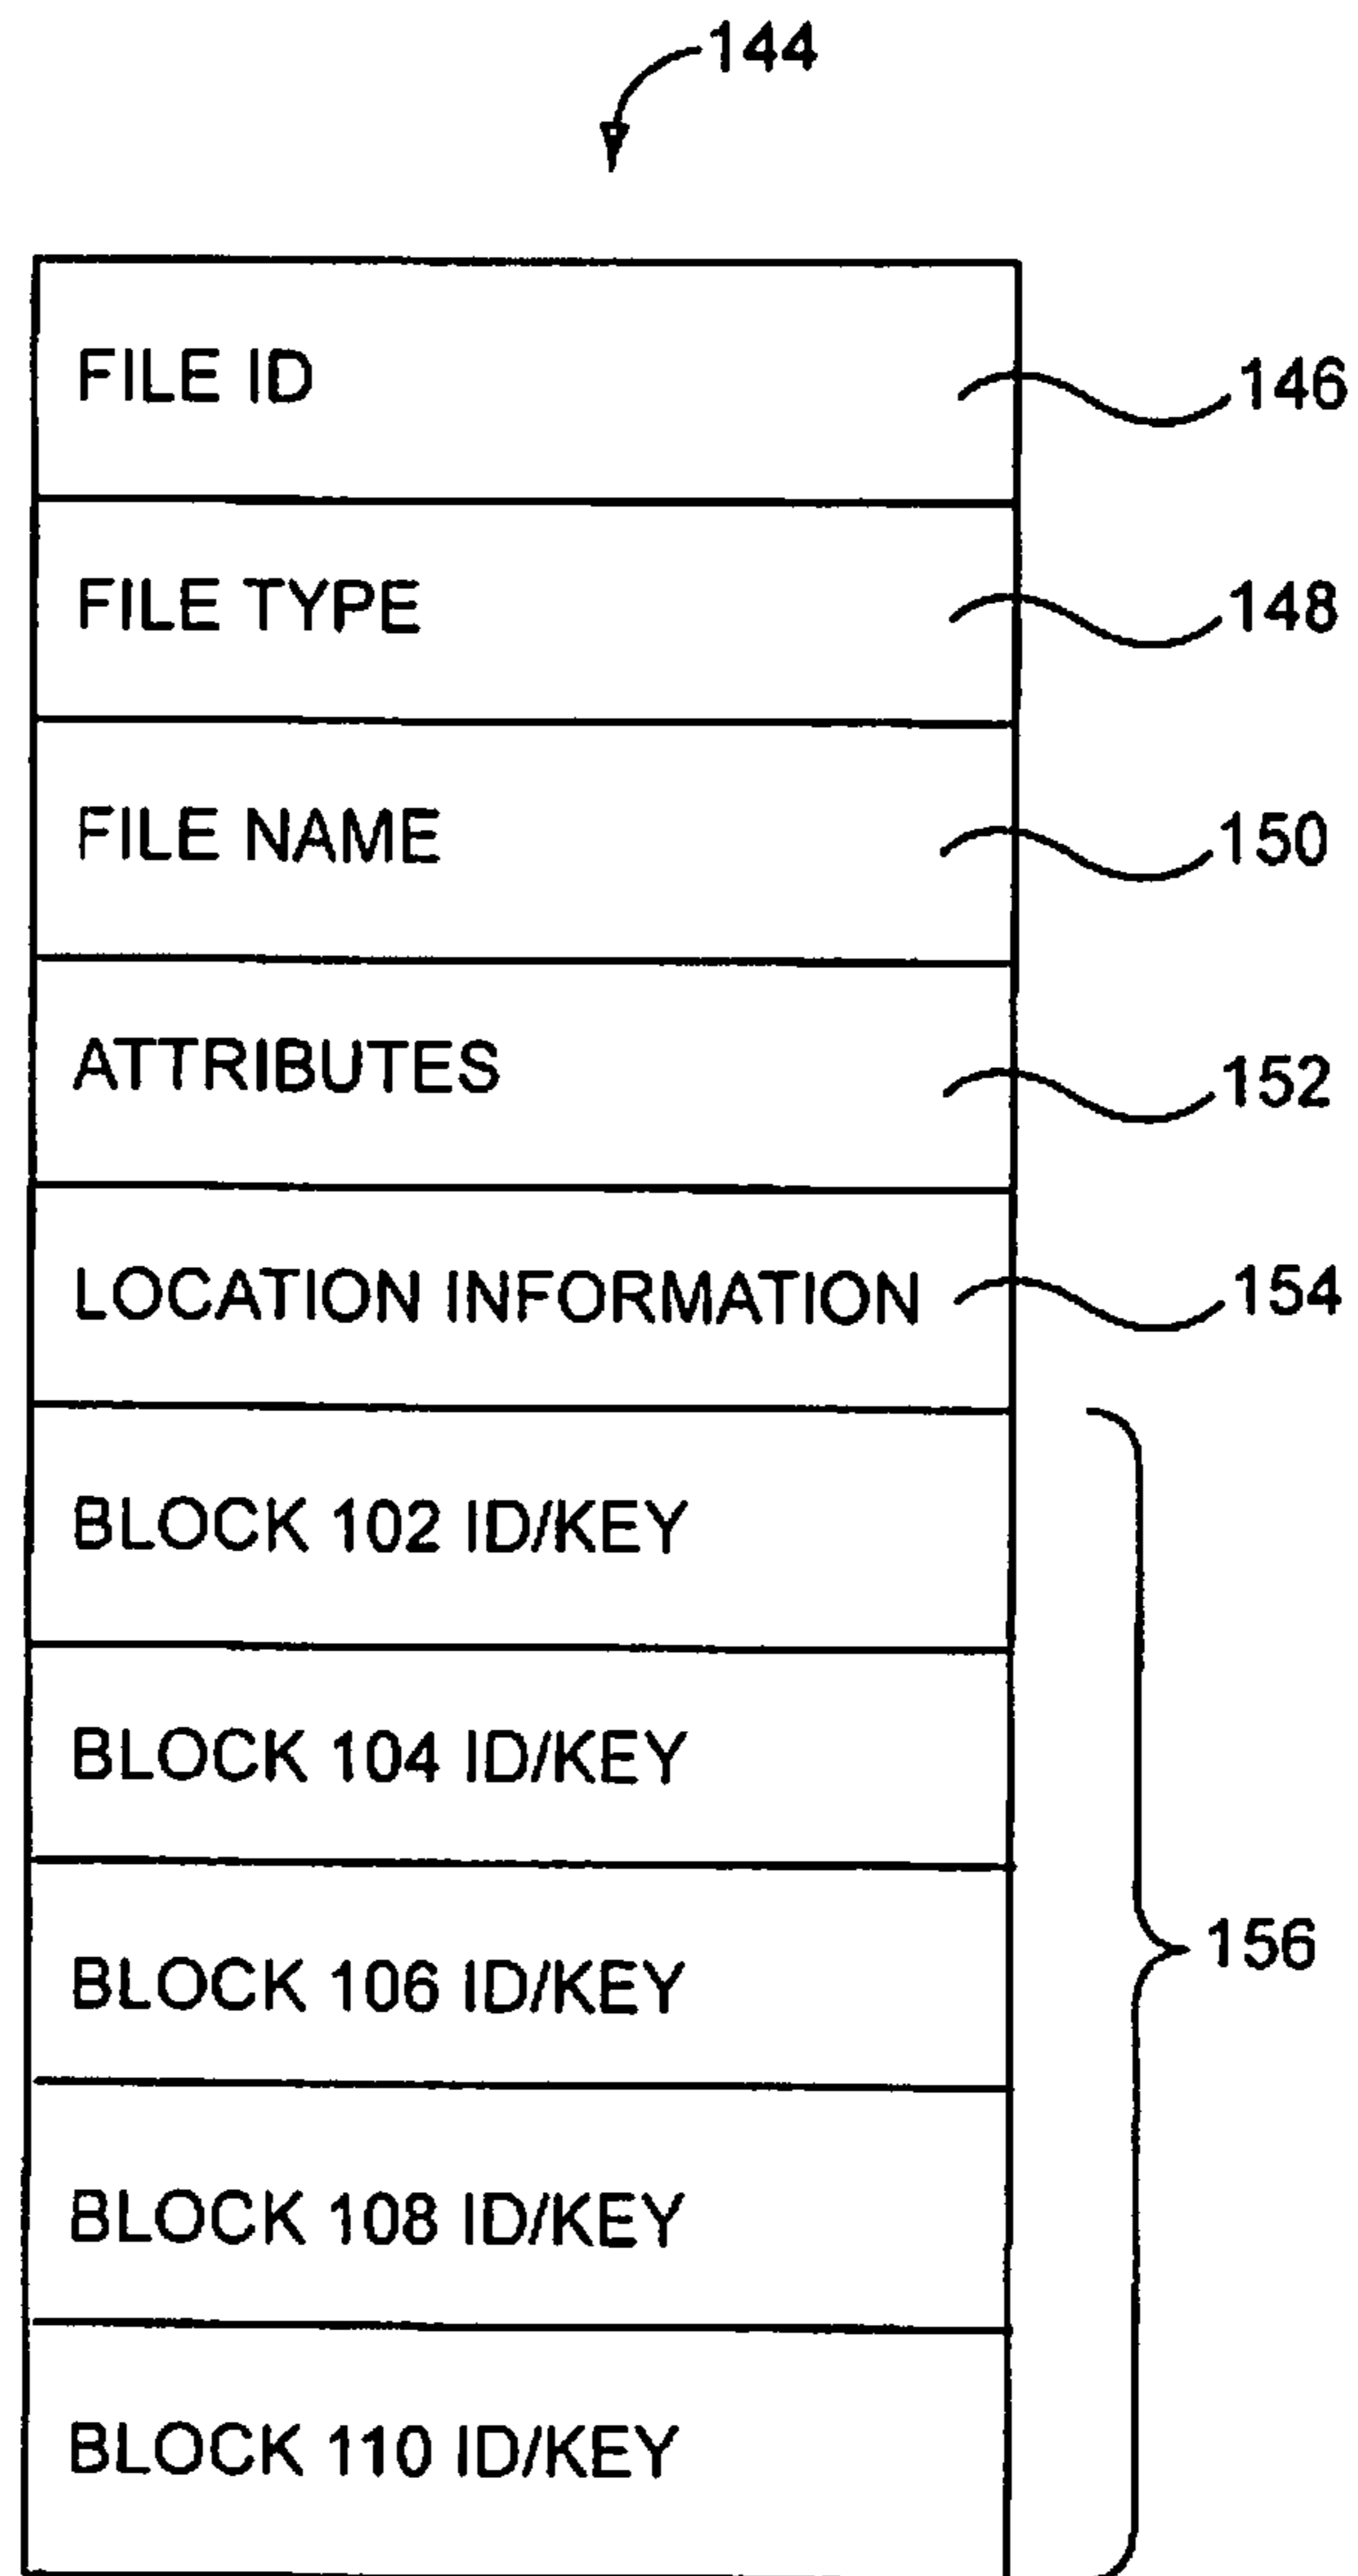 144
FILE ID 146
FILE TYPE 148
FILE NAME 150
ATTRIBUTES 152
LOCATION INFORMATION 154
BLOCK 102 ID/KEY
BLOCK 104 ID/KEY
BLOCK 106 ID/KEY
156
BLOCK 108 ID/KEY
BLOCK 110 ID/KEY